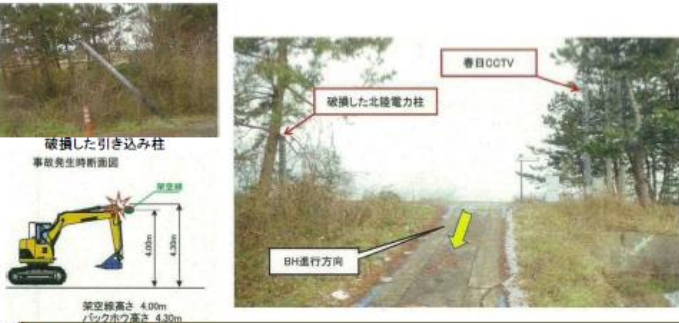 破損した引き込み柱
事故発生時断面図
架空線
4.00m
4.30m
架空線高さ 4.00m
バックホウ高さ 4.30m
破損した北陸電力柱
春日CCTV
BH進行方向